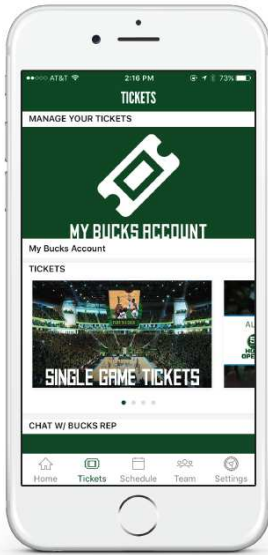 AT&T 2:16 PM 73%
TICKETS
MANAGE YOUR TICKETS
MY BUCKS ACCOUNT
My Bucks Account
TICKETS
SINGLE GAME TICKETS
AL
CHAT W/ BUCKS REP
Home Tickets Schedule Team Settings